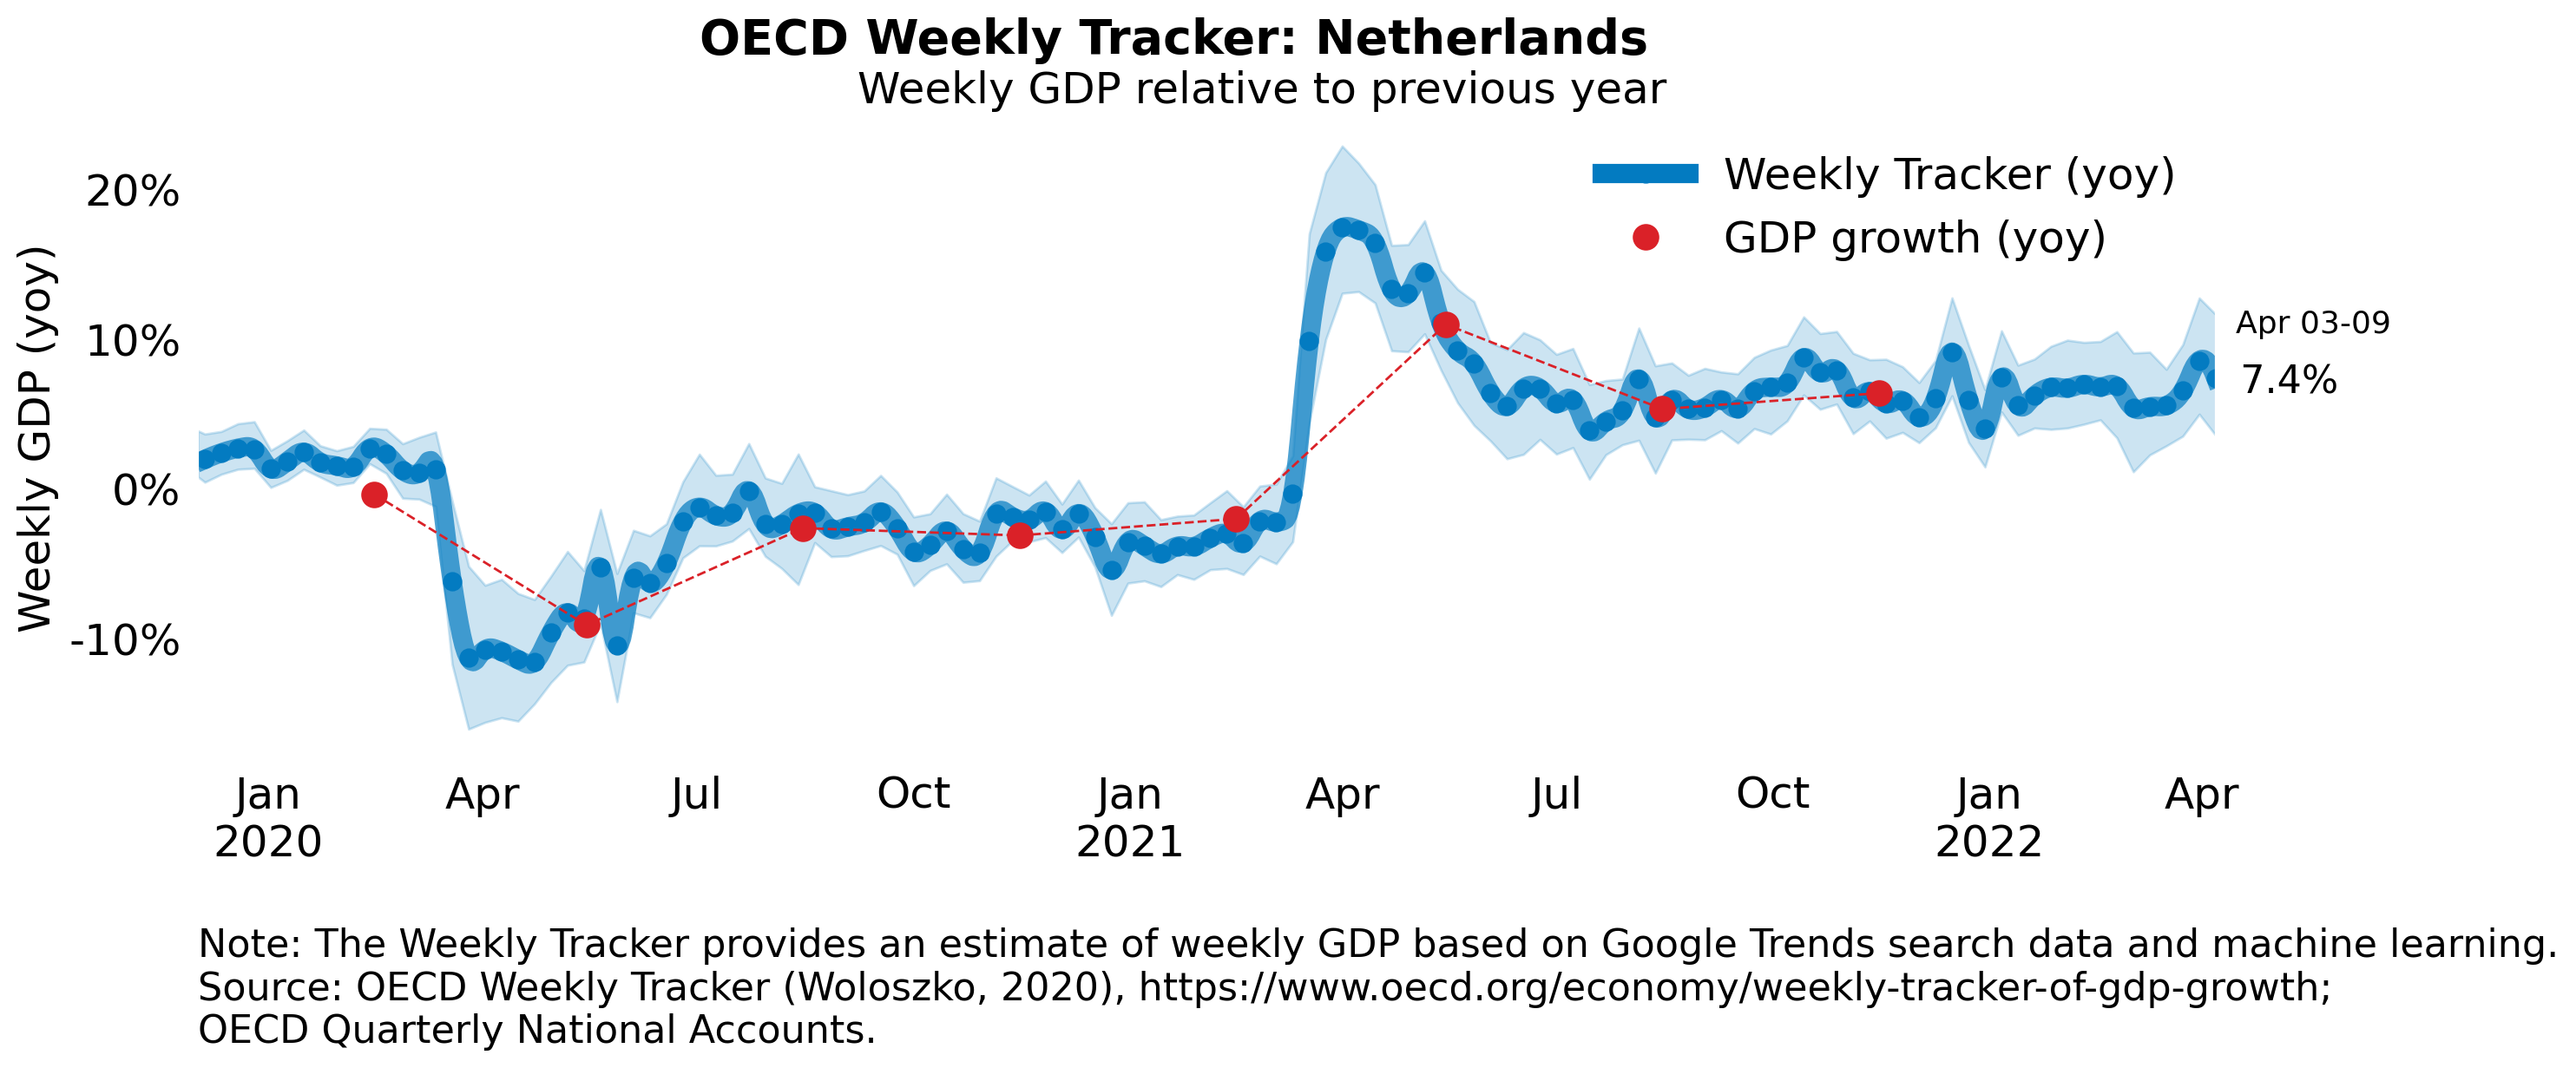 OECD Weekly Tracker: Netherlands
Weekly GDP relative to previous year
Weekly Tracker (yoy)
GDP growth (yoy)
Weekly GDP (yoy)
20%
10%
0%
-10%
Apr 03-09
7.4%
Jan Apr Jul Oct Jan Apr Jul Oct Jan Apr
2020 2021 2022
Note: The Weekly Tracker provides an estimate of weekly GDP based on Google Trends search data and machine learning.
Source: OECD Weekly Tracker (Woloszko, 2020), https://www.oecd.org/economy/weekly-tracker-of-gdp-growth;
OECD Quarterly National Accounts.